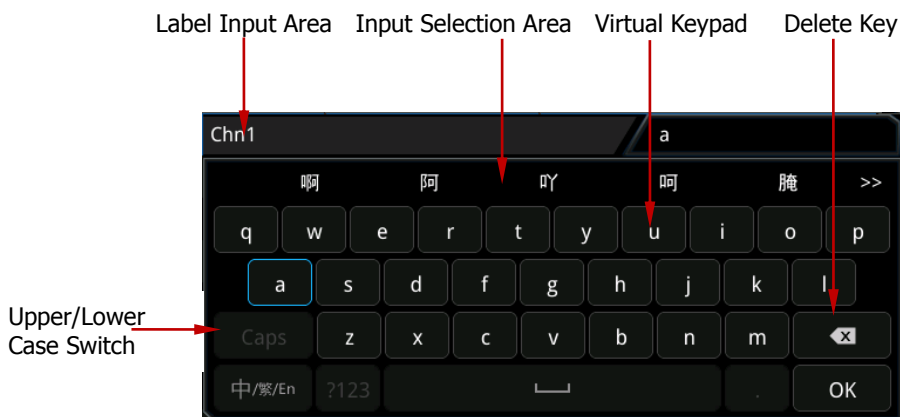 Label Input Area Input Selection Area Virtual Keypad Delete Key
Chn1 a
啊 阿 吖 呵 腌 >>
q w e r t y u i o p
a s d f g h j k l
Upper/Lower
Case Switch
Caps z x c v b n m x
中/繁/En ?123 . OK